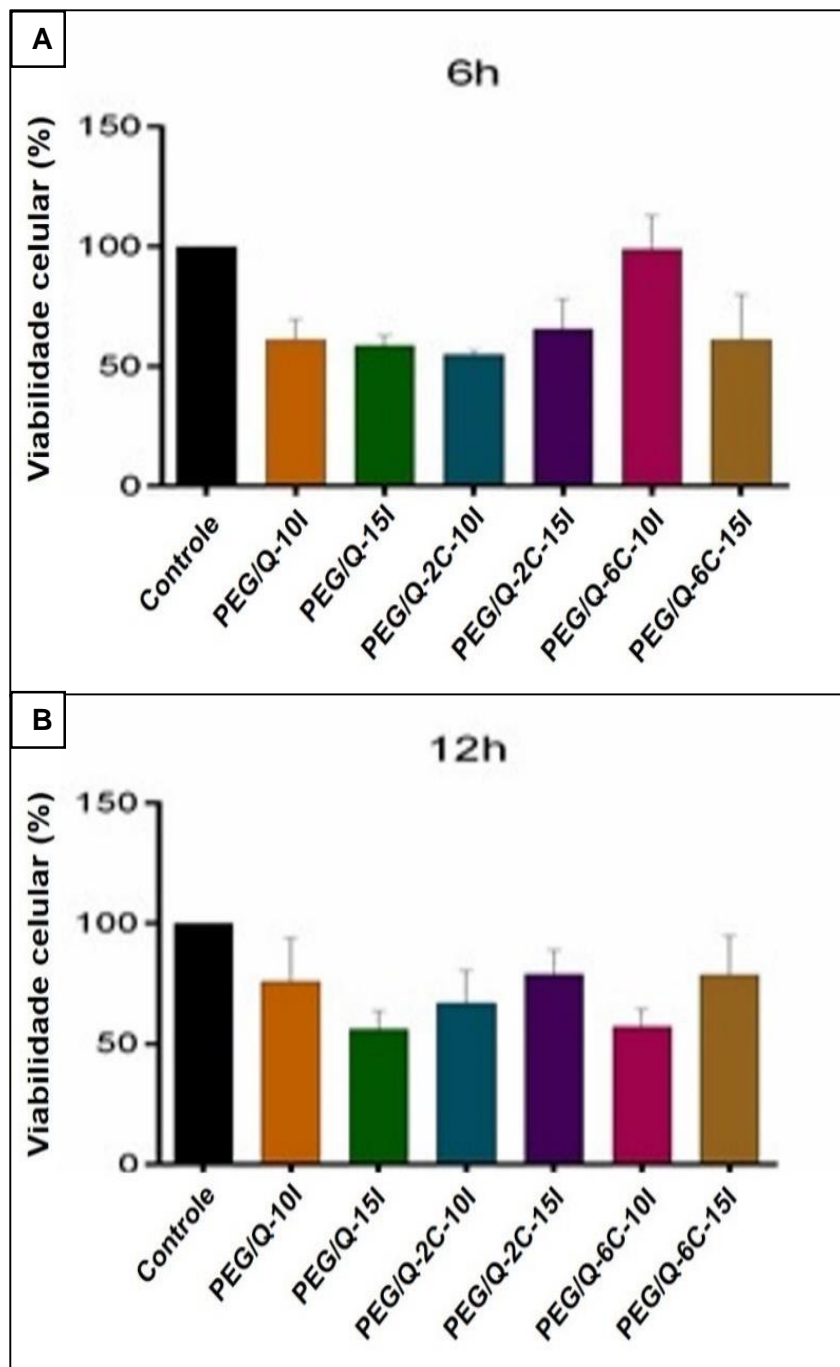 A
6h
Viabilidade celular (%)
150
100
50
0
Controle
PEG/Q-10I
PEG/Q-15I
PEG/Q-2C-10I
PEG/Q-2C-15I
PEG/Q-6C-10I
PEG/Q-6C-15I
B
12h
Viabilidade celular (%)
150
100
50
0
Controle
PEG/Q-10I
PEG/Q-15I
PEG/Q-2C-10I
PEG/Q-2C-15I
PEG/Q-6C-10I
PEG/Q-6C-15I